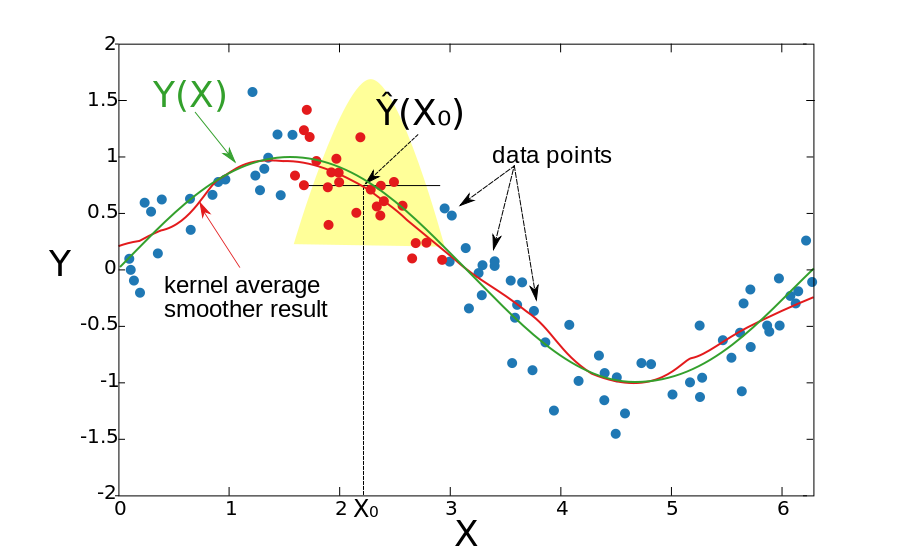 2
1.5
1
0.5
0
-0.5
-1
-1.5
-2
Y
Y(X)
Ŷ(X₀)
data points
kernel average
smoother result
0 1 2 X₀ 3 4 5 6
X